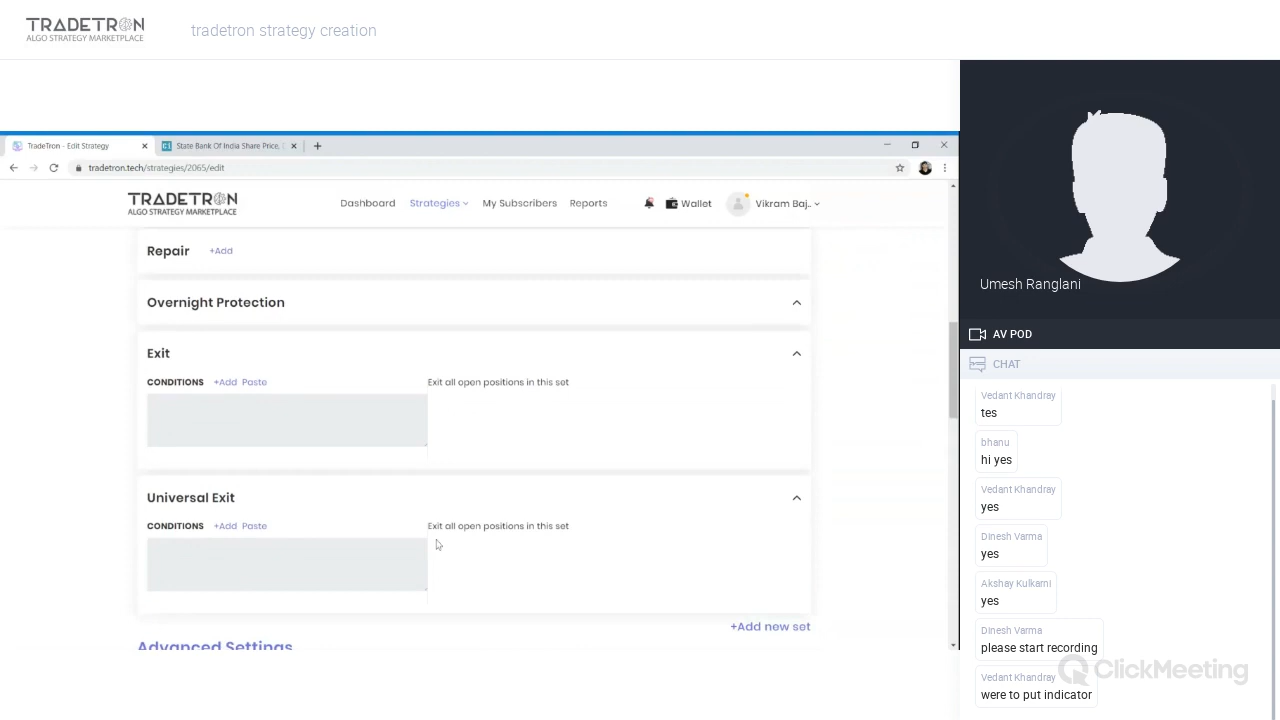 TRADETRON
ALGO STRATEGY MARKETPLACE
tradetron strategy creation
TradeTron - Edit Strategy
State Bank Of India Share Price,
tradetron.tech/strategies/2065/edit
TRADETRON
ALGO STRATEGY MARKETPLACE
Dashboard Strategies My Subscribers Reports Wallet Vikram Baj..
Repair +Add
Overnight Protection
Exit
CONDITIONS +Add Paste Exit all open positions in this set
Universal Exit
CONDITIONS +Add Paste Exit all open positions in this set
+Add new set
Advanced Settings
Umesh Ranglani
AV POD
CHAT
Vedant Khandray
tes
bhanu
hi yes
Vedant Khandray
yes
Dinesh Varma
yes
Akshay Kulkarni
yes
Dinesh Varma
please start recording
Vedant Khandray
were to put indicator
ClickMeeting